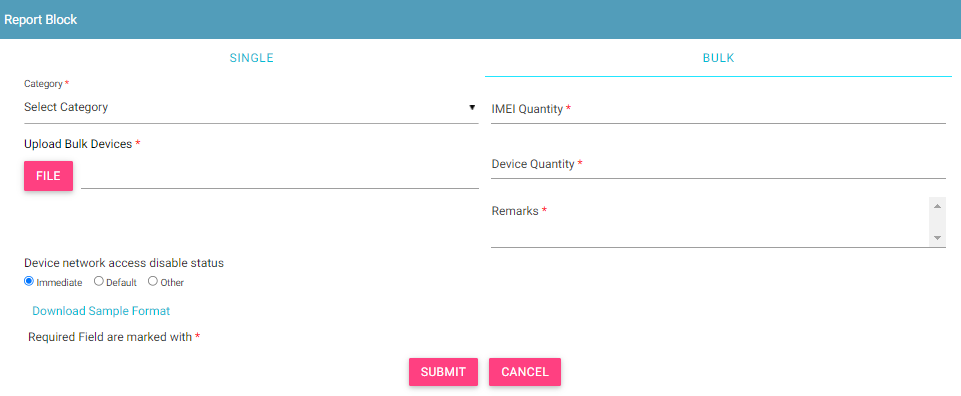 Report Block
SINGLE
BULK
Category *
Select Category
IMEI Quantity *
Upload Bulk Devices *
FILE
Device Quantity *
Remarks *
Device network access disable status
Immediate Default Other
Download Sample Format
Required Field are marked with *
SUBMIT CANCEL